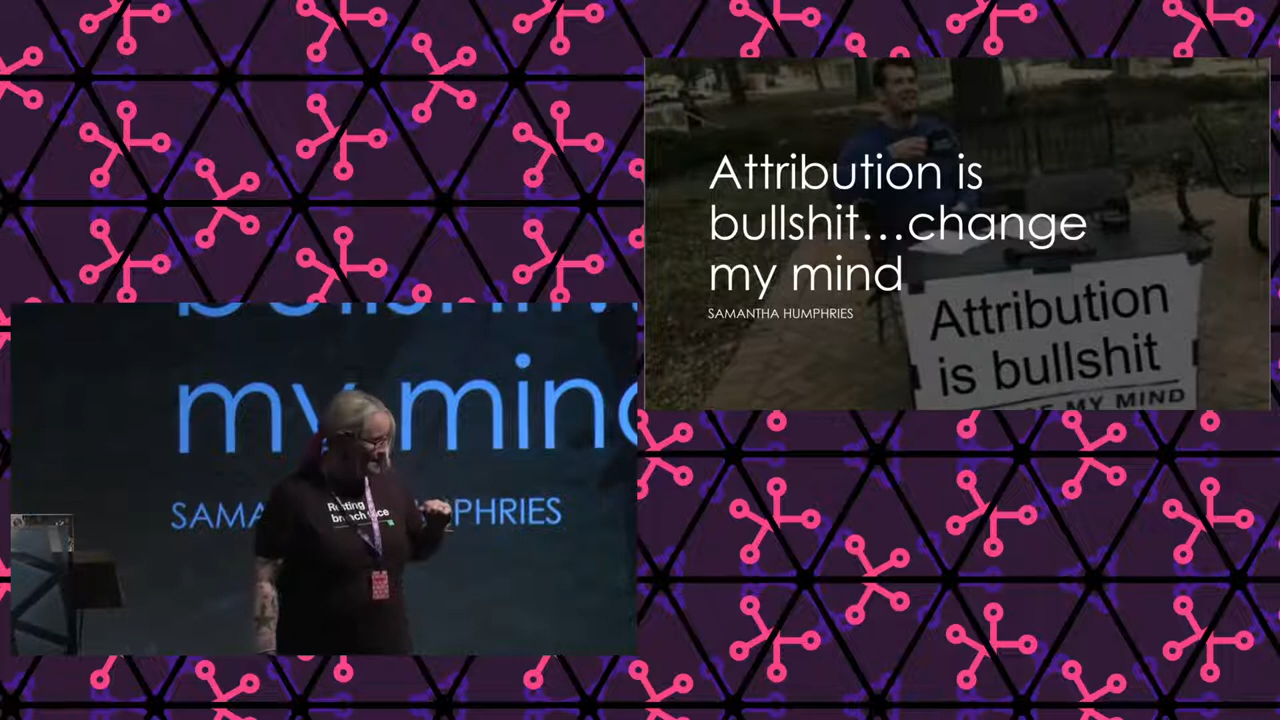 Attribution is
bullshit...change
my mind
SAMANTHA HUMPHRIES
Attribution
is bullshit
MY MIND
my mind
SAMA PHRIES